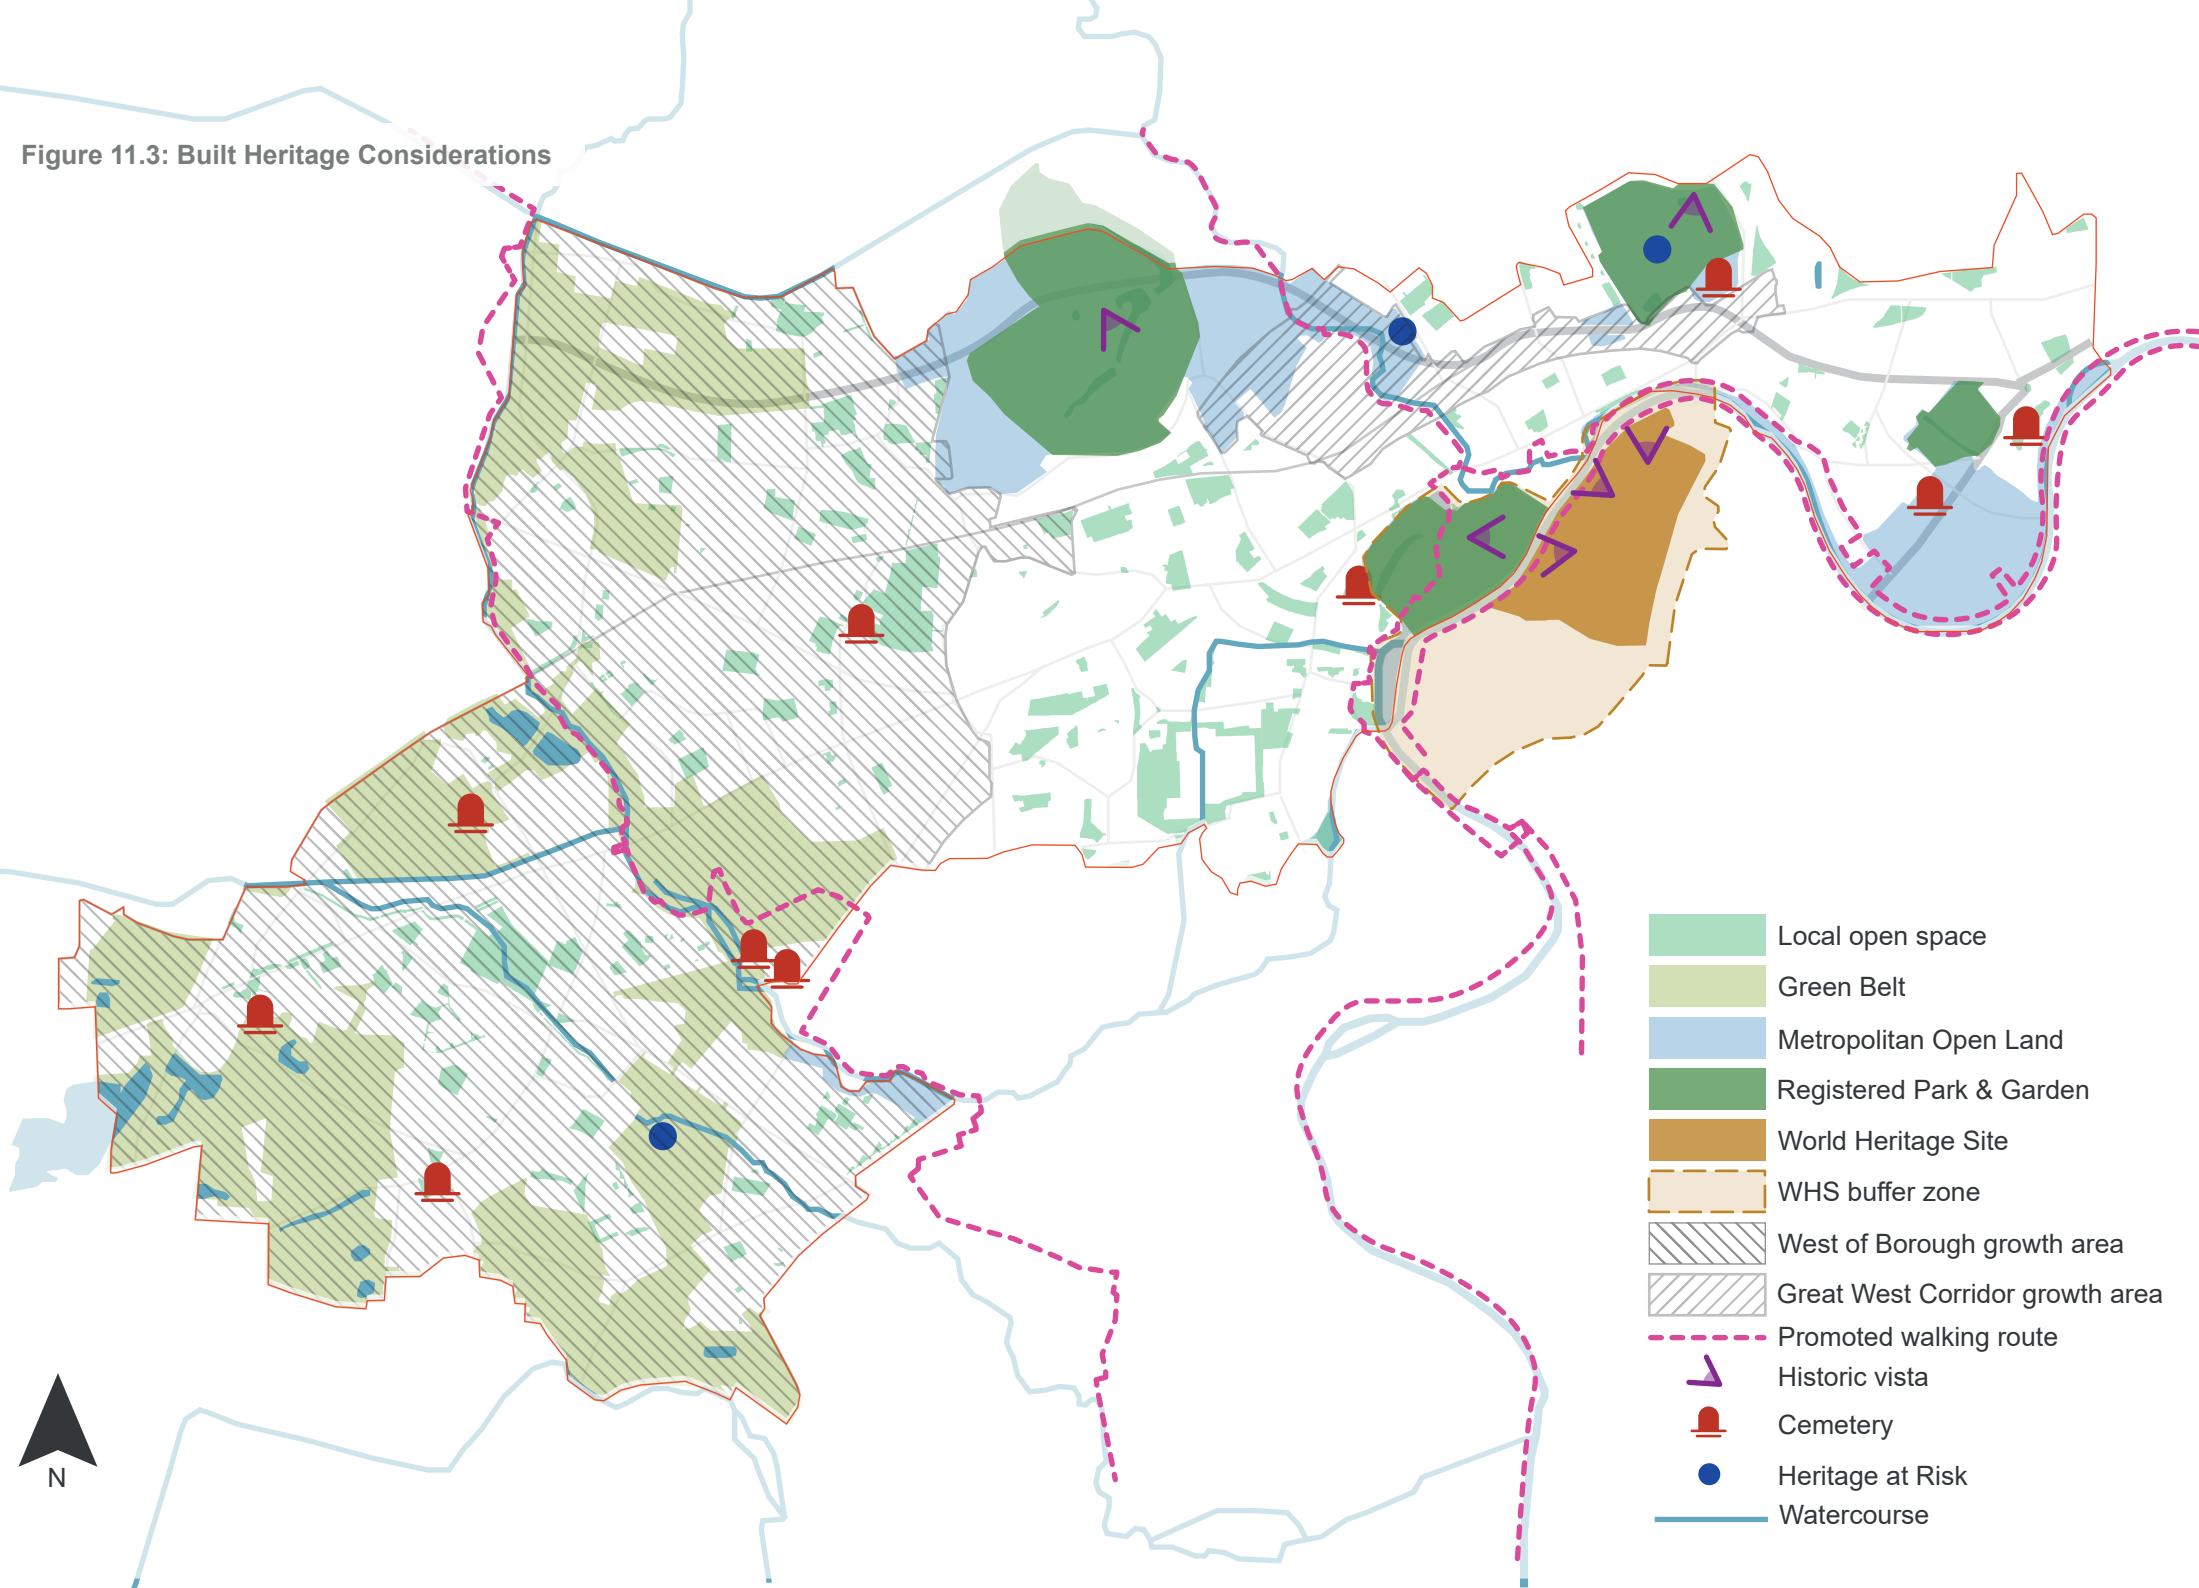 Figure 11.3: Built Heritage Considerations
Local open space
Green Belt
Metropolitan Open Land
Registered Park & Garden
World Heritage Site
WHS buffer zone
West of Borough growth area
Great West Corridor growth area
Promoted walking route
Historic vista
Cemetery
Heritage at Risk
Watercourse
N